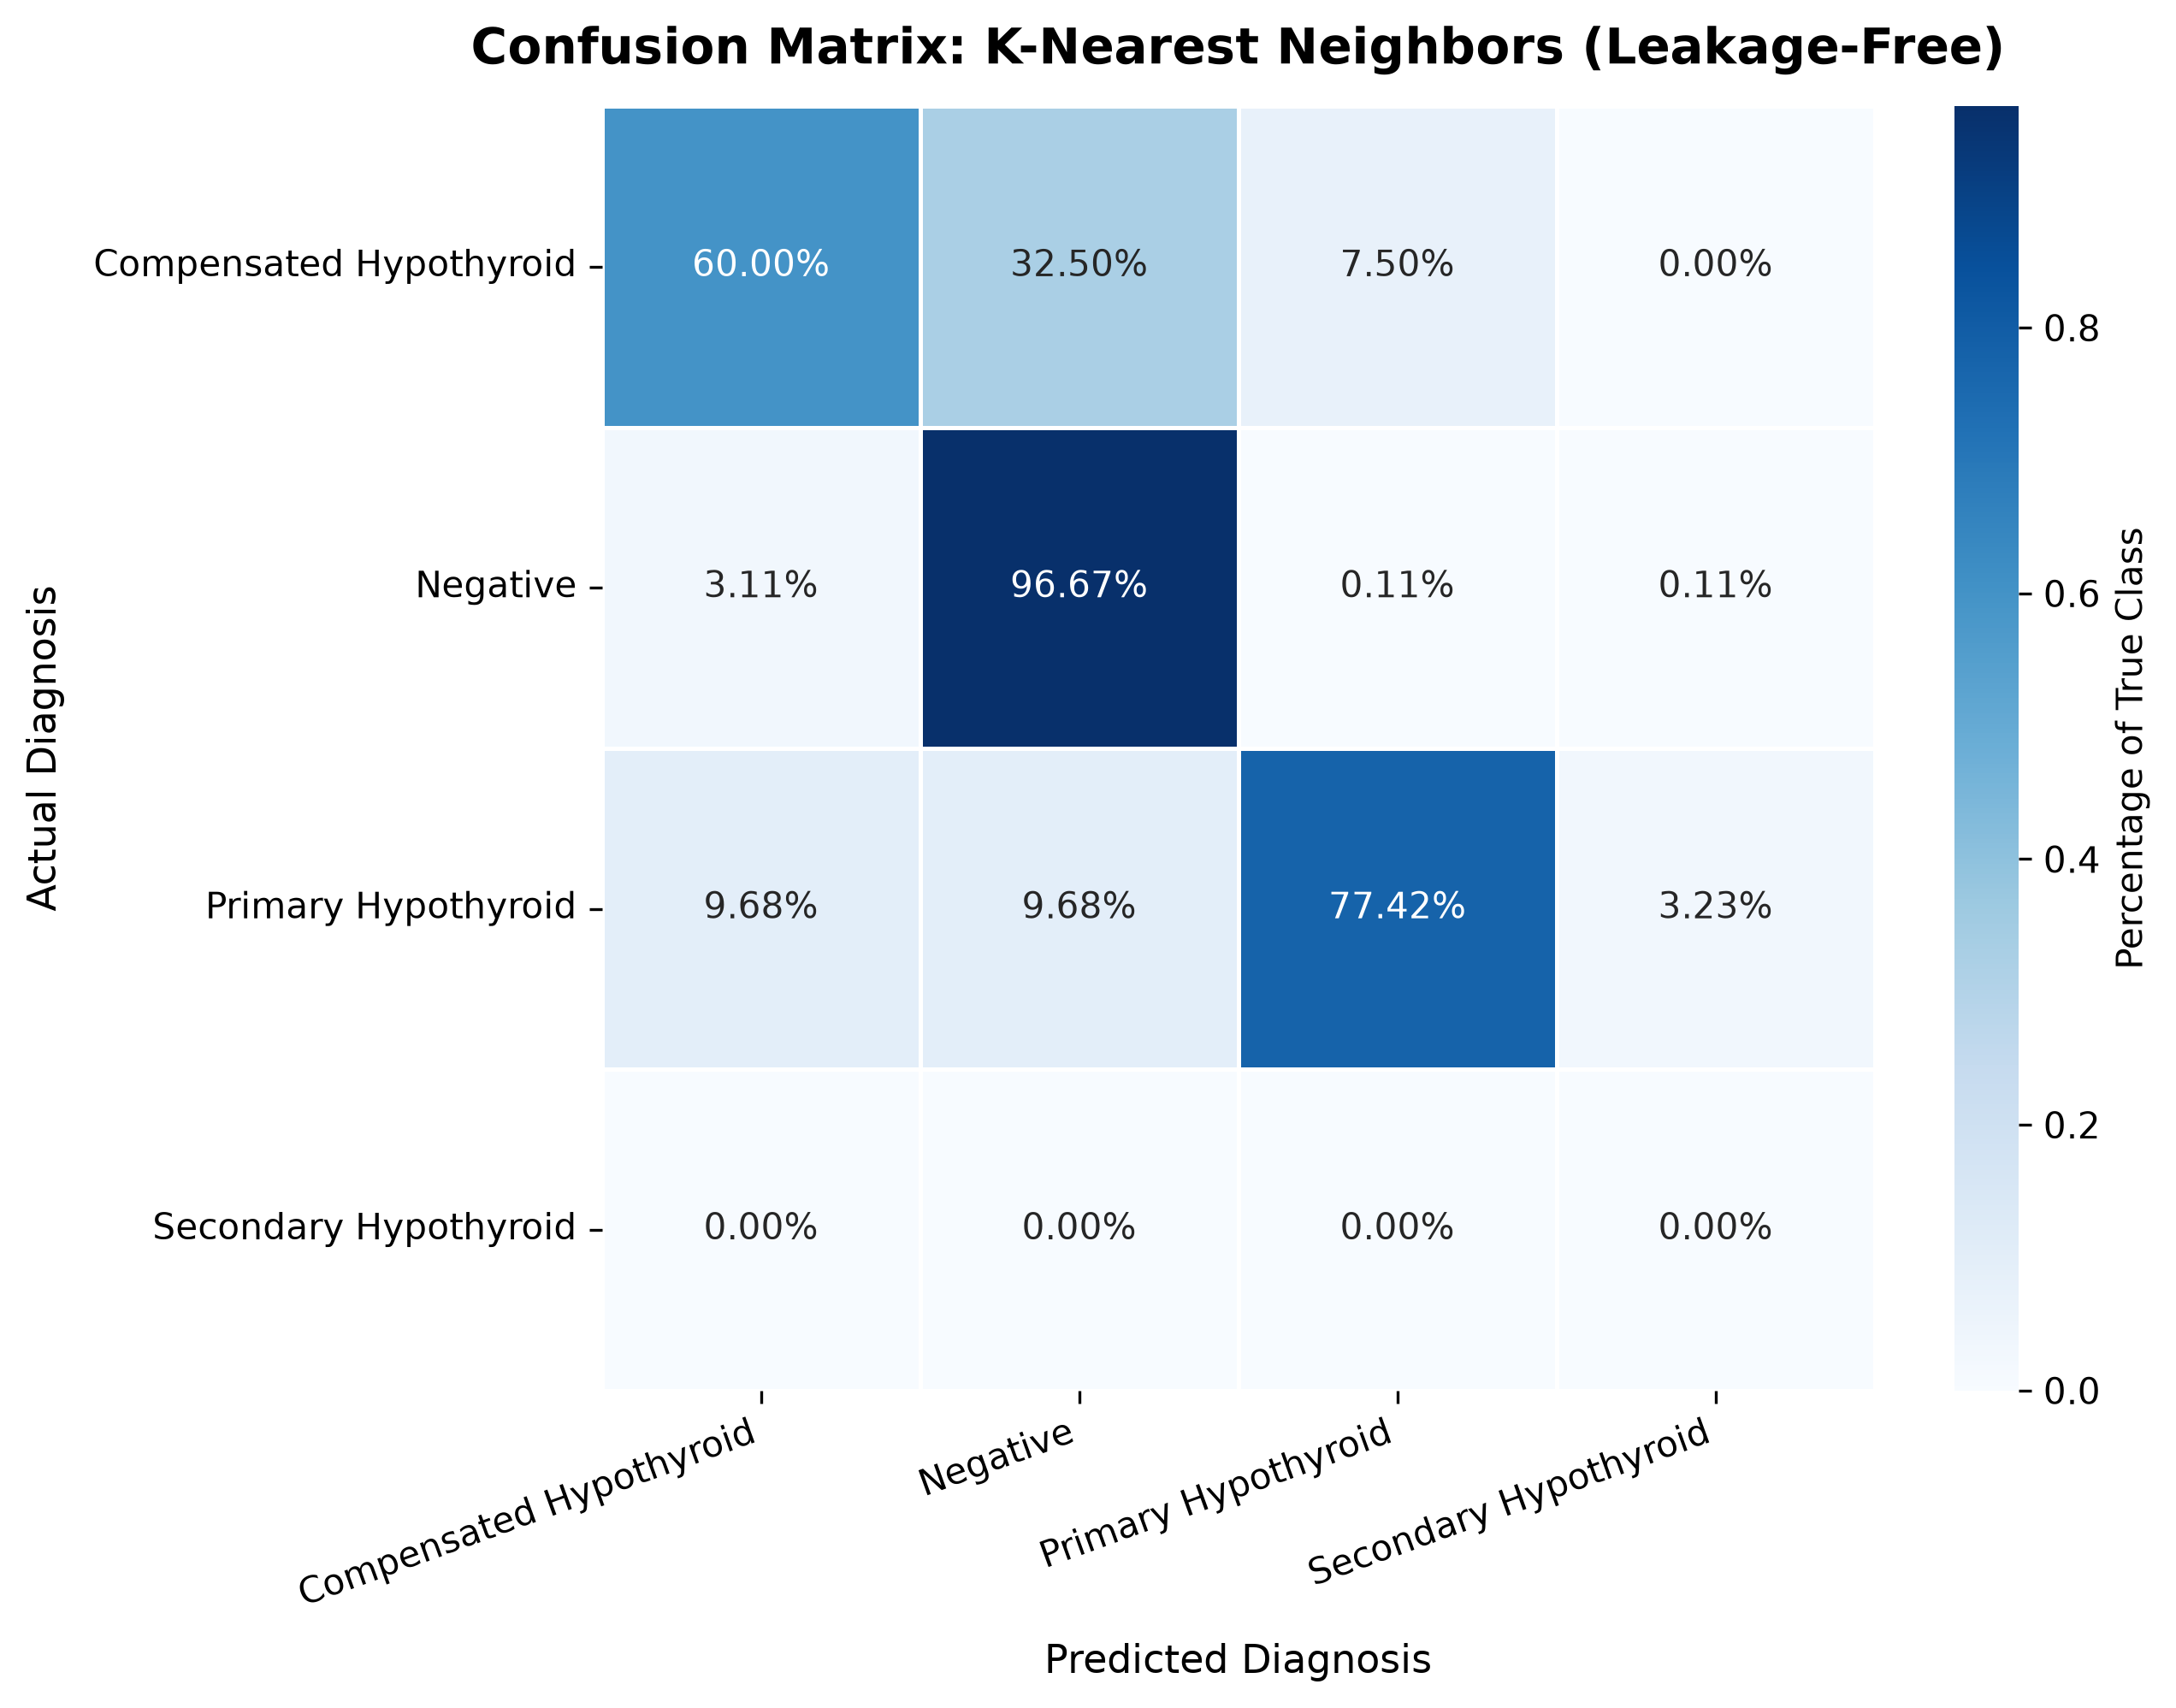 Confusion Matrix: K-Nearest Neighbors (Leakage-Free)
Actual Diagnosis
Compensated Hypothyroid
60.00% 32.50% 7.50% 0.00%
Negative
3.11% 96.67% 0.11% 0.11%
Primary Hypothyroid
9.68% 9.68% 77.42% 3.23%
Secondary Hypothyroid
0.00% 0.00% 0.00% 0.00%
Compensated Hypothyroid
Negative
Primary Hypothyroid
Secondary Hypothyroid
Predicted Diagnosis
0.8
0.6
0.4
0.2
0.0
Percentage of True Class